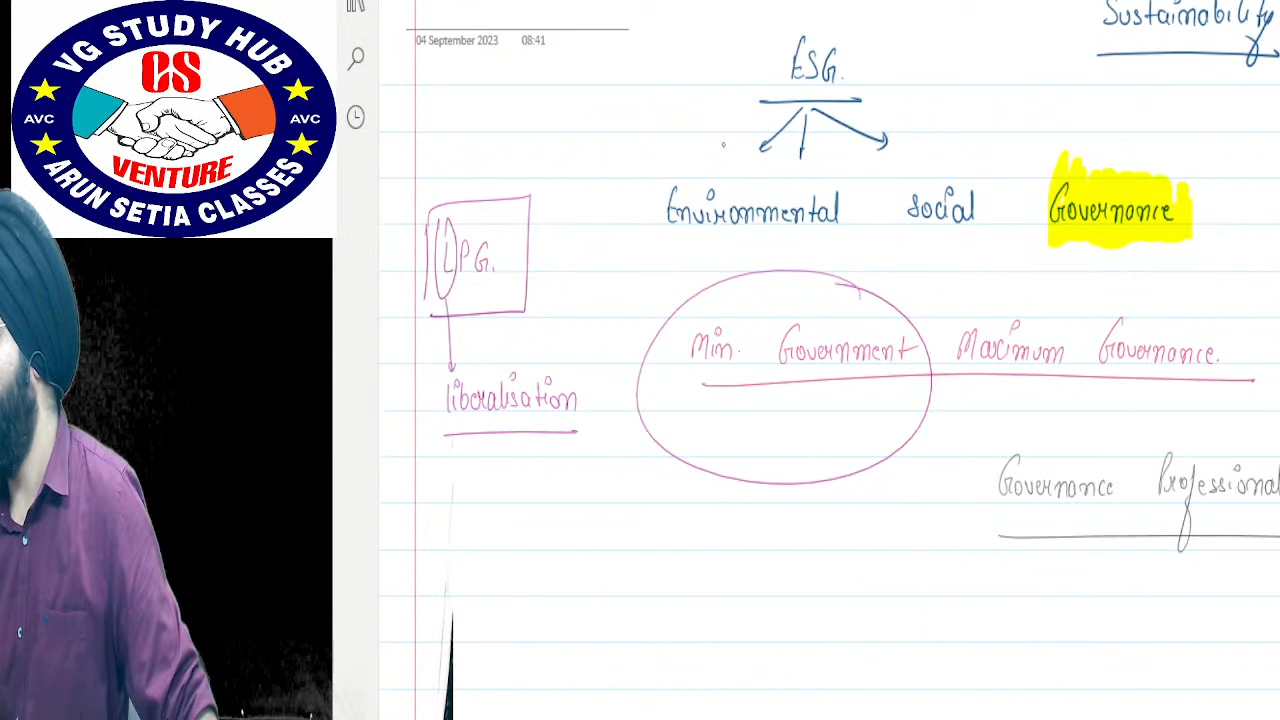 VG STUDY HUB
CS
AVC
AVC
VENTURE
ARUN SETIA CLASSES
04 September 2023 08:41
Sustainability
ESG.
Environmental Social Governance
LPG.
Min. Government Maximum Governance.
liberalisation
Governance Professional